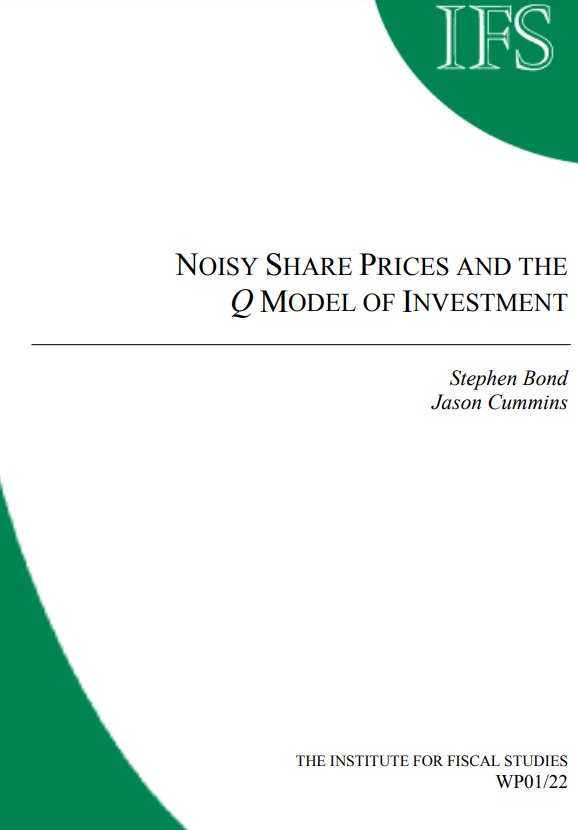 IFS
NOISY SHARE PRICES AND THE
Q MODEL OF INVESTMENT
Stephen Bond
Jason Cummins
THE INSTITUTE FOR FISCAL STUDIES
WP01/22